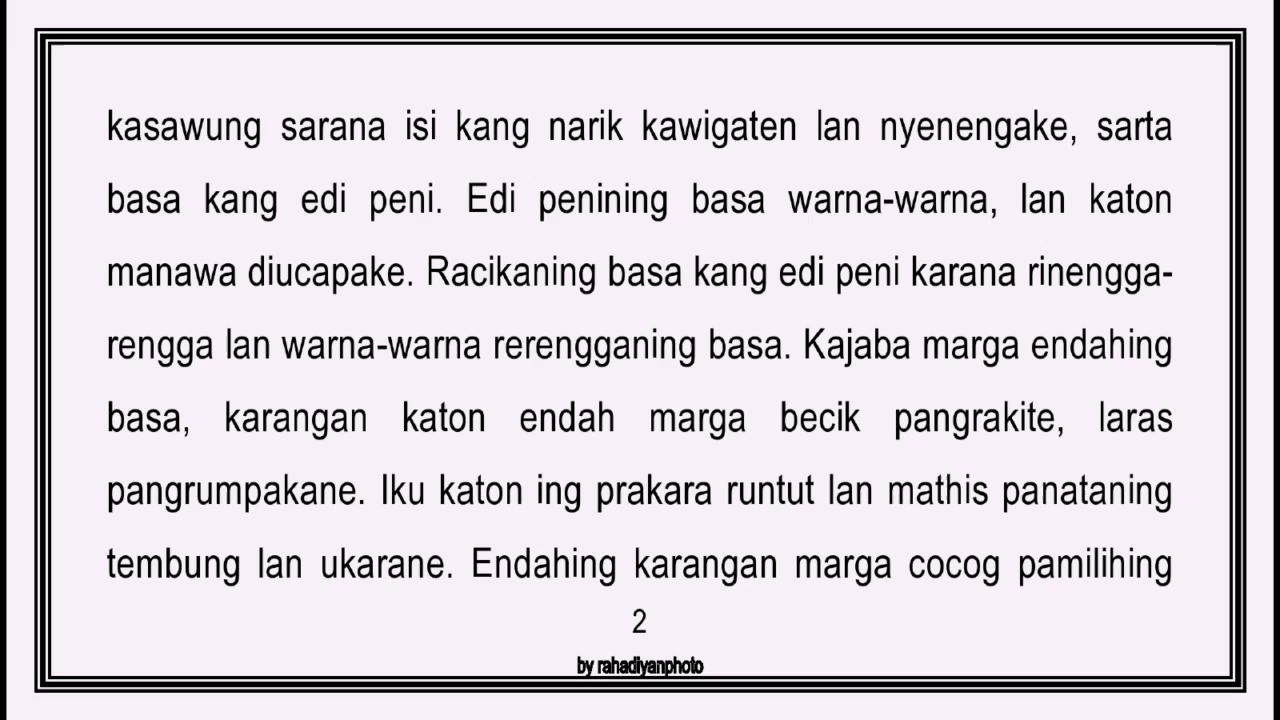 kasawung sarana isi kang narik kawigaten lan nyenengake, sarta
basa kang edi peni. Edi penining basa warna-warna, lan katon
manawa diucapake. Racikaning basa kang edi peni karana rinengga-
rengga lan warna-warna rerengganing basa. Kajaba marga endahing
basa, karangan katon endah marga becik pangrakite, laras
pangrumpakane. Iku katon ing prakara runtut lan mathis panataning
tembung lan ukarane. Endahing karangan marga cocog pamilihing
2
by rahadiyanphoto